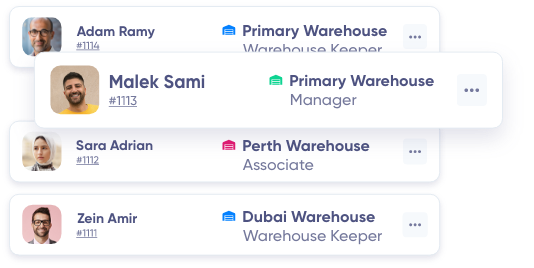 Adam Ramy
#1114
Primary Warehouse
Warehouse Keeper
Malek Sami
#1113
Primary Warehouse
Manager
Sara Adrian
#1112
Perth Warehouse
Associate
Zein Amir
#1111
Dubai Warehouse
Warehouse Keeper